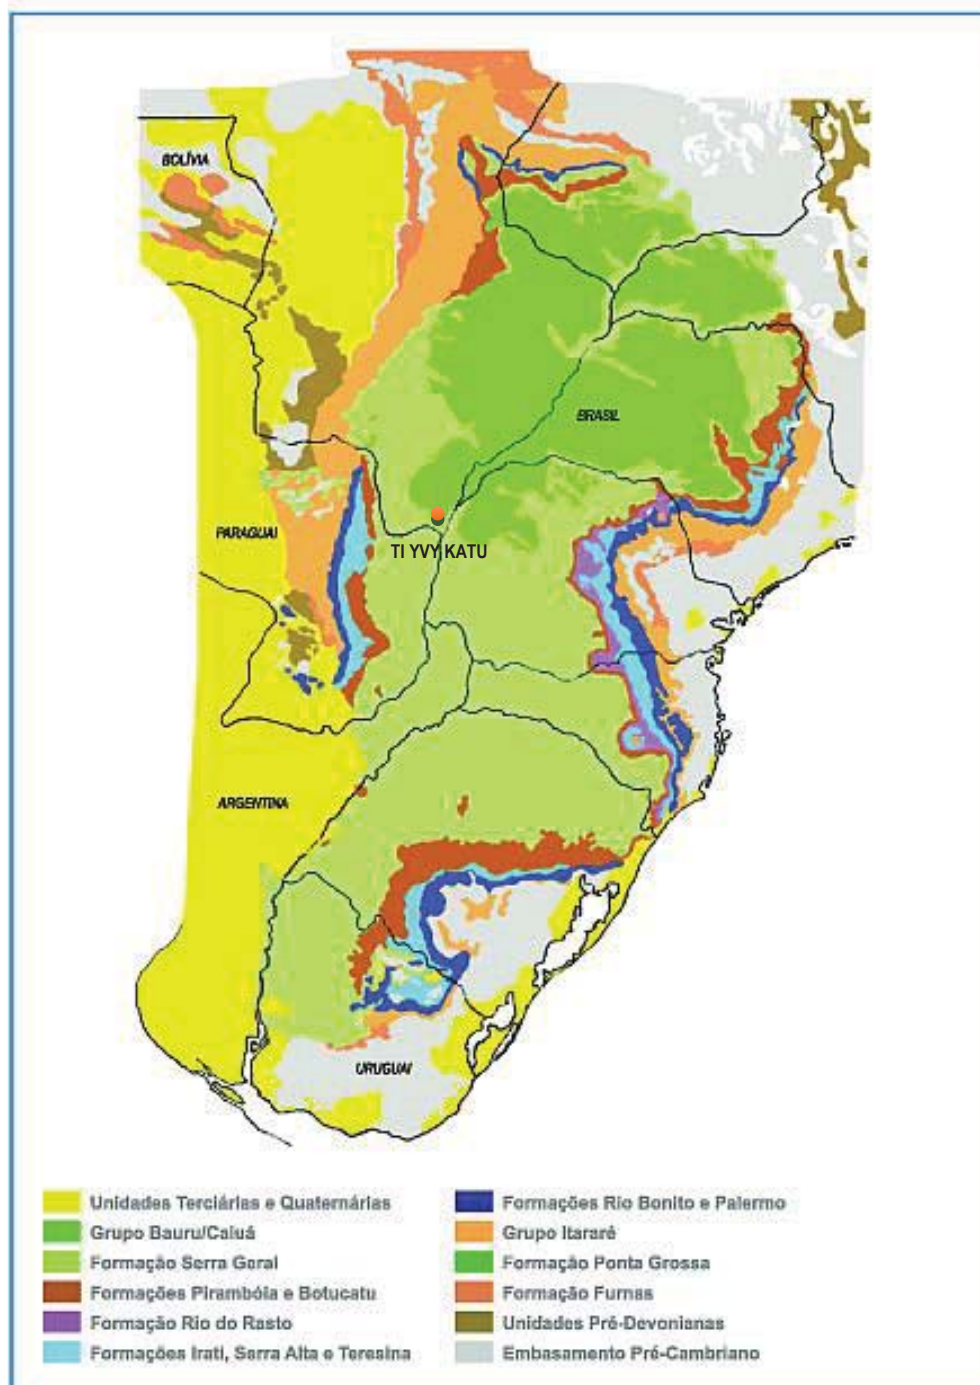 BOLÍVIA
BRASIL
PARAGUAI
TI YVY KATU
ARGENTINA
URUGUAI
Unidades Terciárias e Quaternárias
Grupo Bauru/Caiuá
Formação Serra Geral
Formações Pirambóia e Botucatu
Formação Rio do Rasto
Formações Irati, Serra Alta e Teresina
Formações Rio Bonito e Palermo
Grupo Itararé
Formação Ponta Grossa
Formação Furnas
Unidades Pré-Devonianas
Embasamento Pré-Cambriano